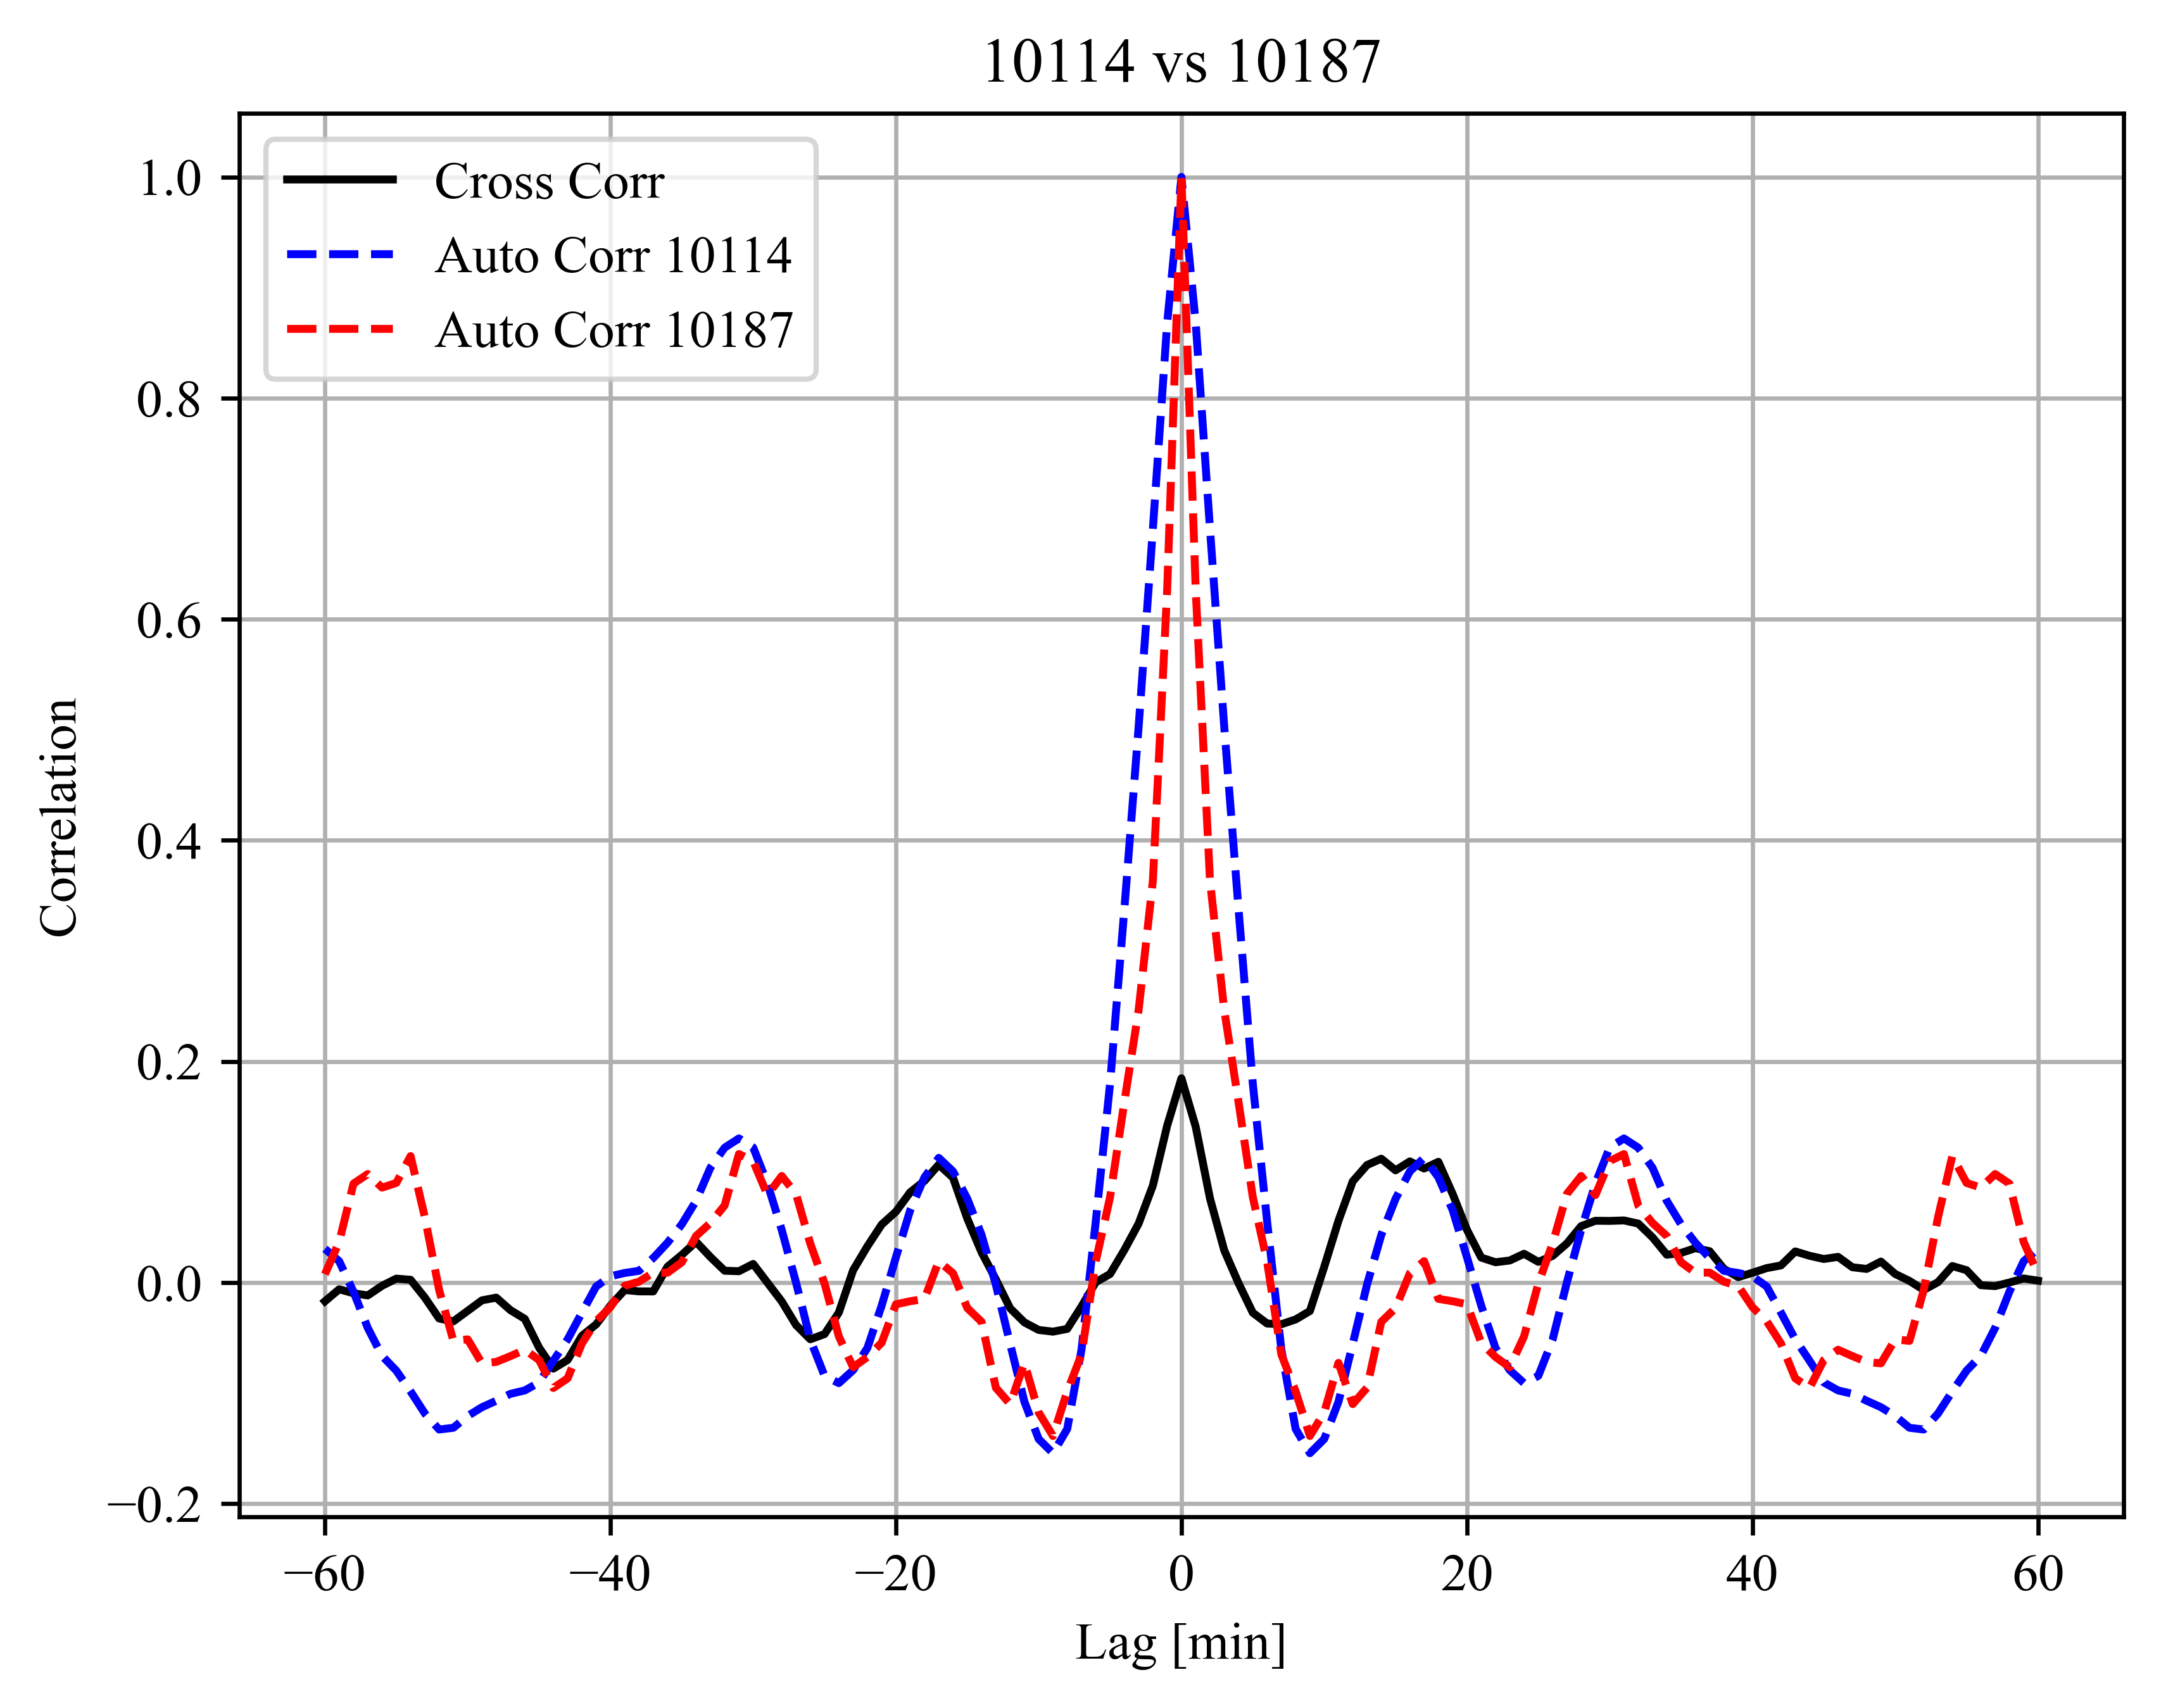 10114 vs 10187
Cross Corr
Auto Corr 10114
Auto Corr 10187
1.0
0.8
0.6
0.4
0.2
0.0
−0.2
Correlation
−60 −40 −20 0 20 40 60
Lag [min]